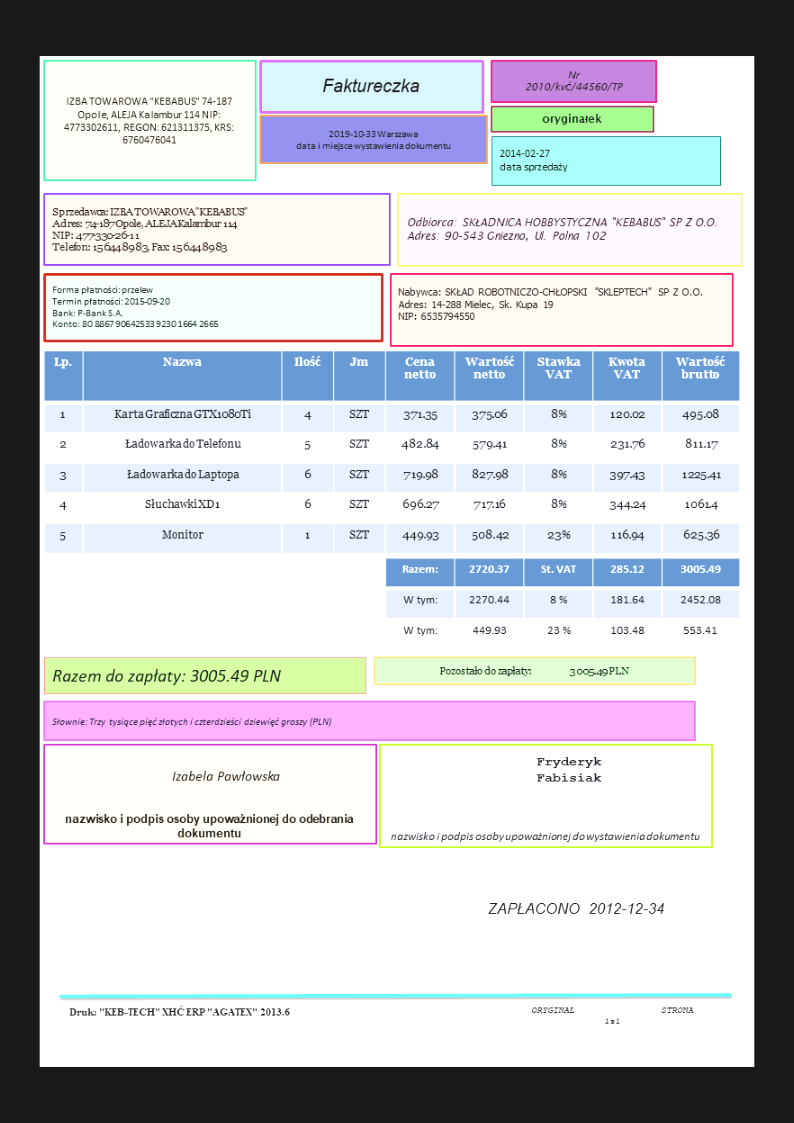 IZBA TOWAROWA "KEBABUS" 74-187
Opole, ALEJA Kalambur 114 NIP:
4773302611, REGON: 621311375, KRS:
6760476041
Faktureczka
2019-10-33 Warszawa
data i miejsce wystawienia dokumentu
Nr
2010/kvć/44560/TP
oryginałek
2014-02-27
data sprzedaży
Sprzedawca: IZBA TOWAROWA "KEBABUS"
Adres: 74-187 Opole, ALEJA Kalambur 114
NIP: 477-330-26-11
Telefon: 156448983, Fax: 156448983
Odbiorca: SKŁADNICA HOBBYSTYCZNA "KEBABUS" SP Z O.O.
Adres: 90-543 Gniezno, Ul. Polna 102
Forma płatności: przelew
Termin płatności: 2015-09-20
Bank: P-Bank S.A.
Konto: 80 8867 9064 2533 9230 1664 2665
Nabywca: SKŁAD ROBOTNICZO-CHŁOPSKI "SKLEPTECH" SP Z O.O.
Adres: 14-288 Mielec, Sk. Kupa 19
NIP: 6535794550
Lp. Nazwa Ilość Jm Cena netto Wartość netto Stawka VAT Kwota VAT Wartość brutto
1 Karta Graficzna GTX1080Ti 4 SZT 371.35 375.06 8% 120.02 495.08
2 Ładowarka do Telefonu 5 SZT 482.84 579.41 8% 231.76 811.17
3 Ładowarka do Laptopa 6 SZT 719.98 827.98 8% 397.43 1225.41
4 Słuchawki XD1 6 SZT 696.27 717.16 8% 344.24 1061.4
5 Monitor 1 SZT 449.93 508.42 23% 116.94 625.36
Razem: 2720.37 St. VAT 285.12 3005.49
W tym: 2270.44 8 % 181.64 2452.08
W tym: 449.93 23 % 103.48 553.41
Razem do zapłaty: 3005.49 PLN
Pozostało do zapłaty: 3005.49 PLN
Słownie: Trzy tysiące pięć złotych i czterdzieści dziewięć groszy (PLN)
Izabela Pawłowska
nazwisko i podpis osoby upoważnionej do odebrania
dokumentu
Fryderyk
Fabisiak
nazwisko i podpis osoby upoważnionej do wystawienia dokumentu
ZAPŁACONO 2012-12-34
Druk: "KEB-TECH" XHĆ ERP "AGATEX" 2013.6
ORYGINAŁ STRONA
1 z 1